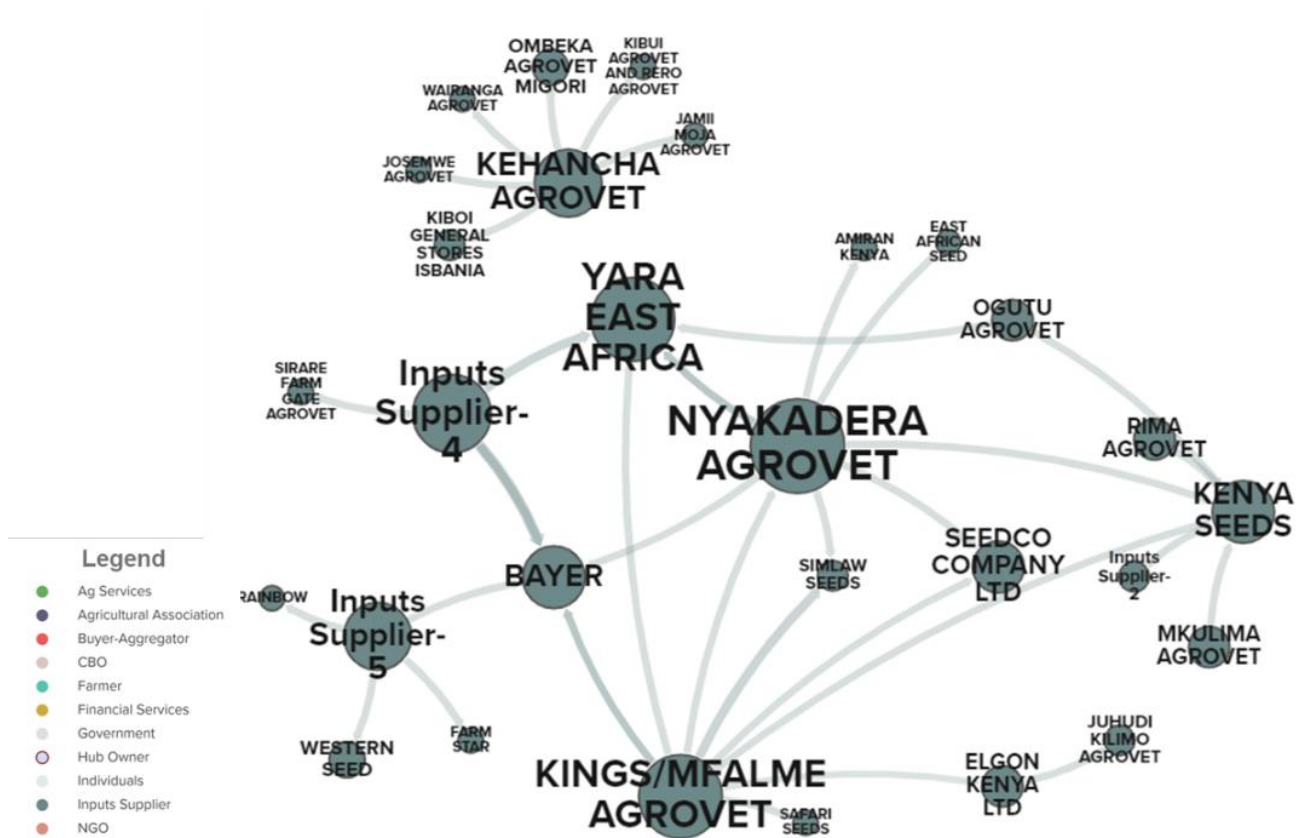 OMBEKA
AGROVET
MIGORI
KIBUI
AGROVET
AND RERO
AGROVET
WAIRANGA
AGROVET
JAMII
MOJA
AGROVET
JOSEMWE
AGROVET
KEHANCHA
AGROVET
KIBOI
GENERAL
STORES
ISBANIA
AMIRAN
KENYA
EAST
AFRICAN
SEED
YARA
EAST
AFRICA
OGUTU
AGROVET
SIRARE
FARM
GATE
AGROVET
Inputs
Supplier-
4
NYAKADERA
AGROVET
RIMA
AGROVET
KENYA
SEEDS
BAYER
SIMLAW
SEEDS
SEEDCO
COMPANY
LTD
Inputs
Supplier-
2
RAINBOW
Inputs
Supplier-
5
MKULIMA
AGROVET
WESTERN
SEED
FARM
STAR
KINGS/MFALME
AGROVET
SAFARI
SEEDS
ELGON
KENYA
LTD
JUHUDI
KILIMO
AGROVET
Legend
Ag Services
Agricultural Association
Buyer-Aggregator
CBO
Farmer
Financial Services
Government
Hub Owner
Individuals
Inputs Supplier
NGO